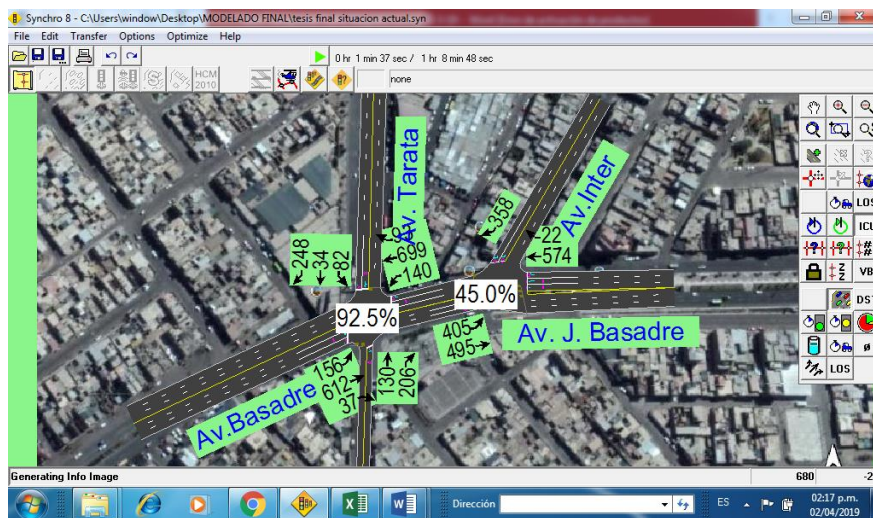 Synchro 8 - C:\Users\window\Desktop\MODELADO FINAL\tesis final situacion actual.syn
File Edit Transfer Options Optimize Help
0 hr 1 min 37 sec / 1 hr 8 min 48 sec
HCM
2010
none
Av. Tarata
Av.Inter
358
248
34
82
699
140
22
574
LOS
ICU
92.5%
45.0%
405
495
Av. J. Basadre
Av.Basadre
156
612
37
130
206
LOS
Generating Info Image
680
-2
Dirección
ES
02:17 p.m.
02/04/2019